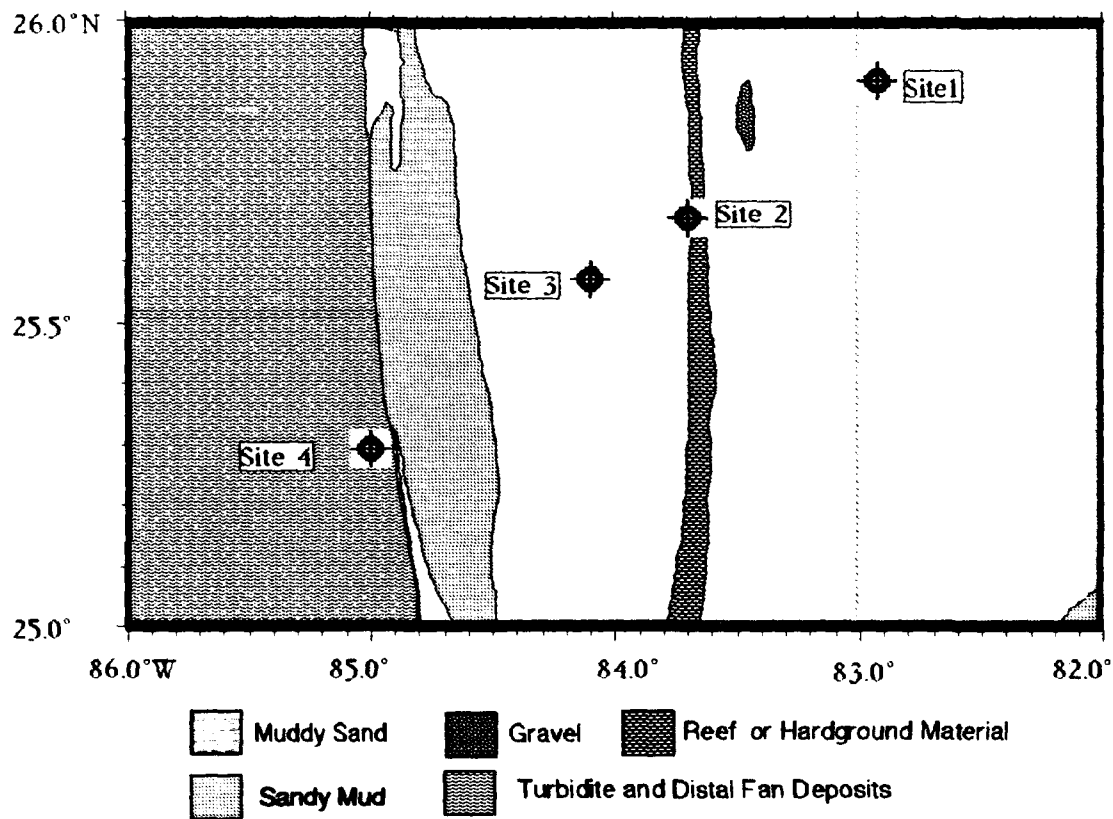 26.0°N
Site1
Site 2
Site 3
25.5°
Site 4
25.0°
86.0°W 85.0° 84.0° 83.0° 82.0°
Muddy Sand Gravel Reef or Hardground Material
Sandy Mud Turbidite and Distal Fan Deposits